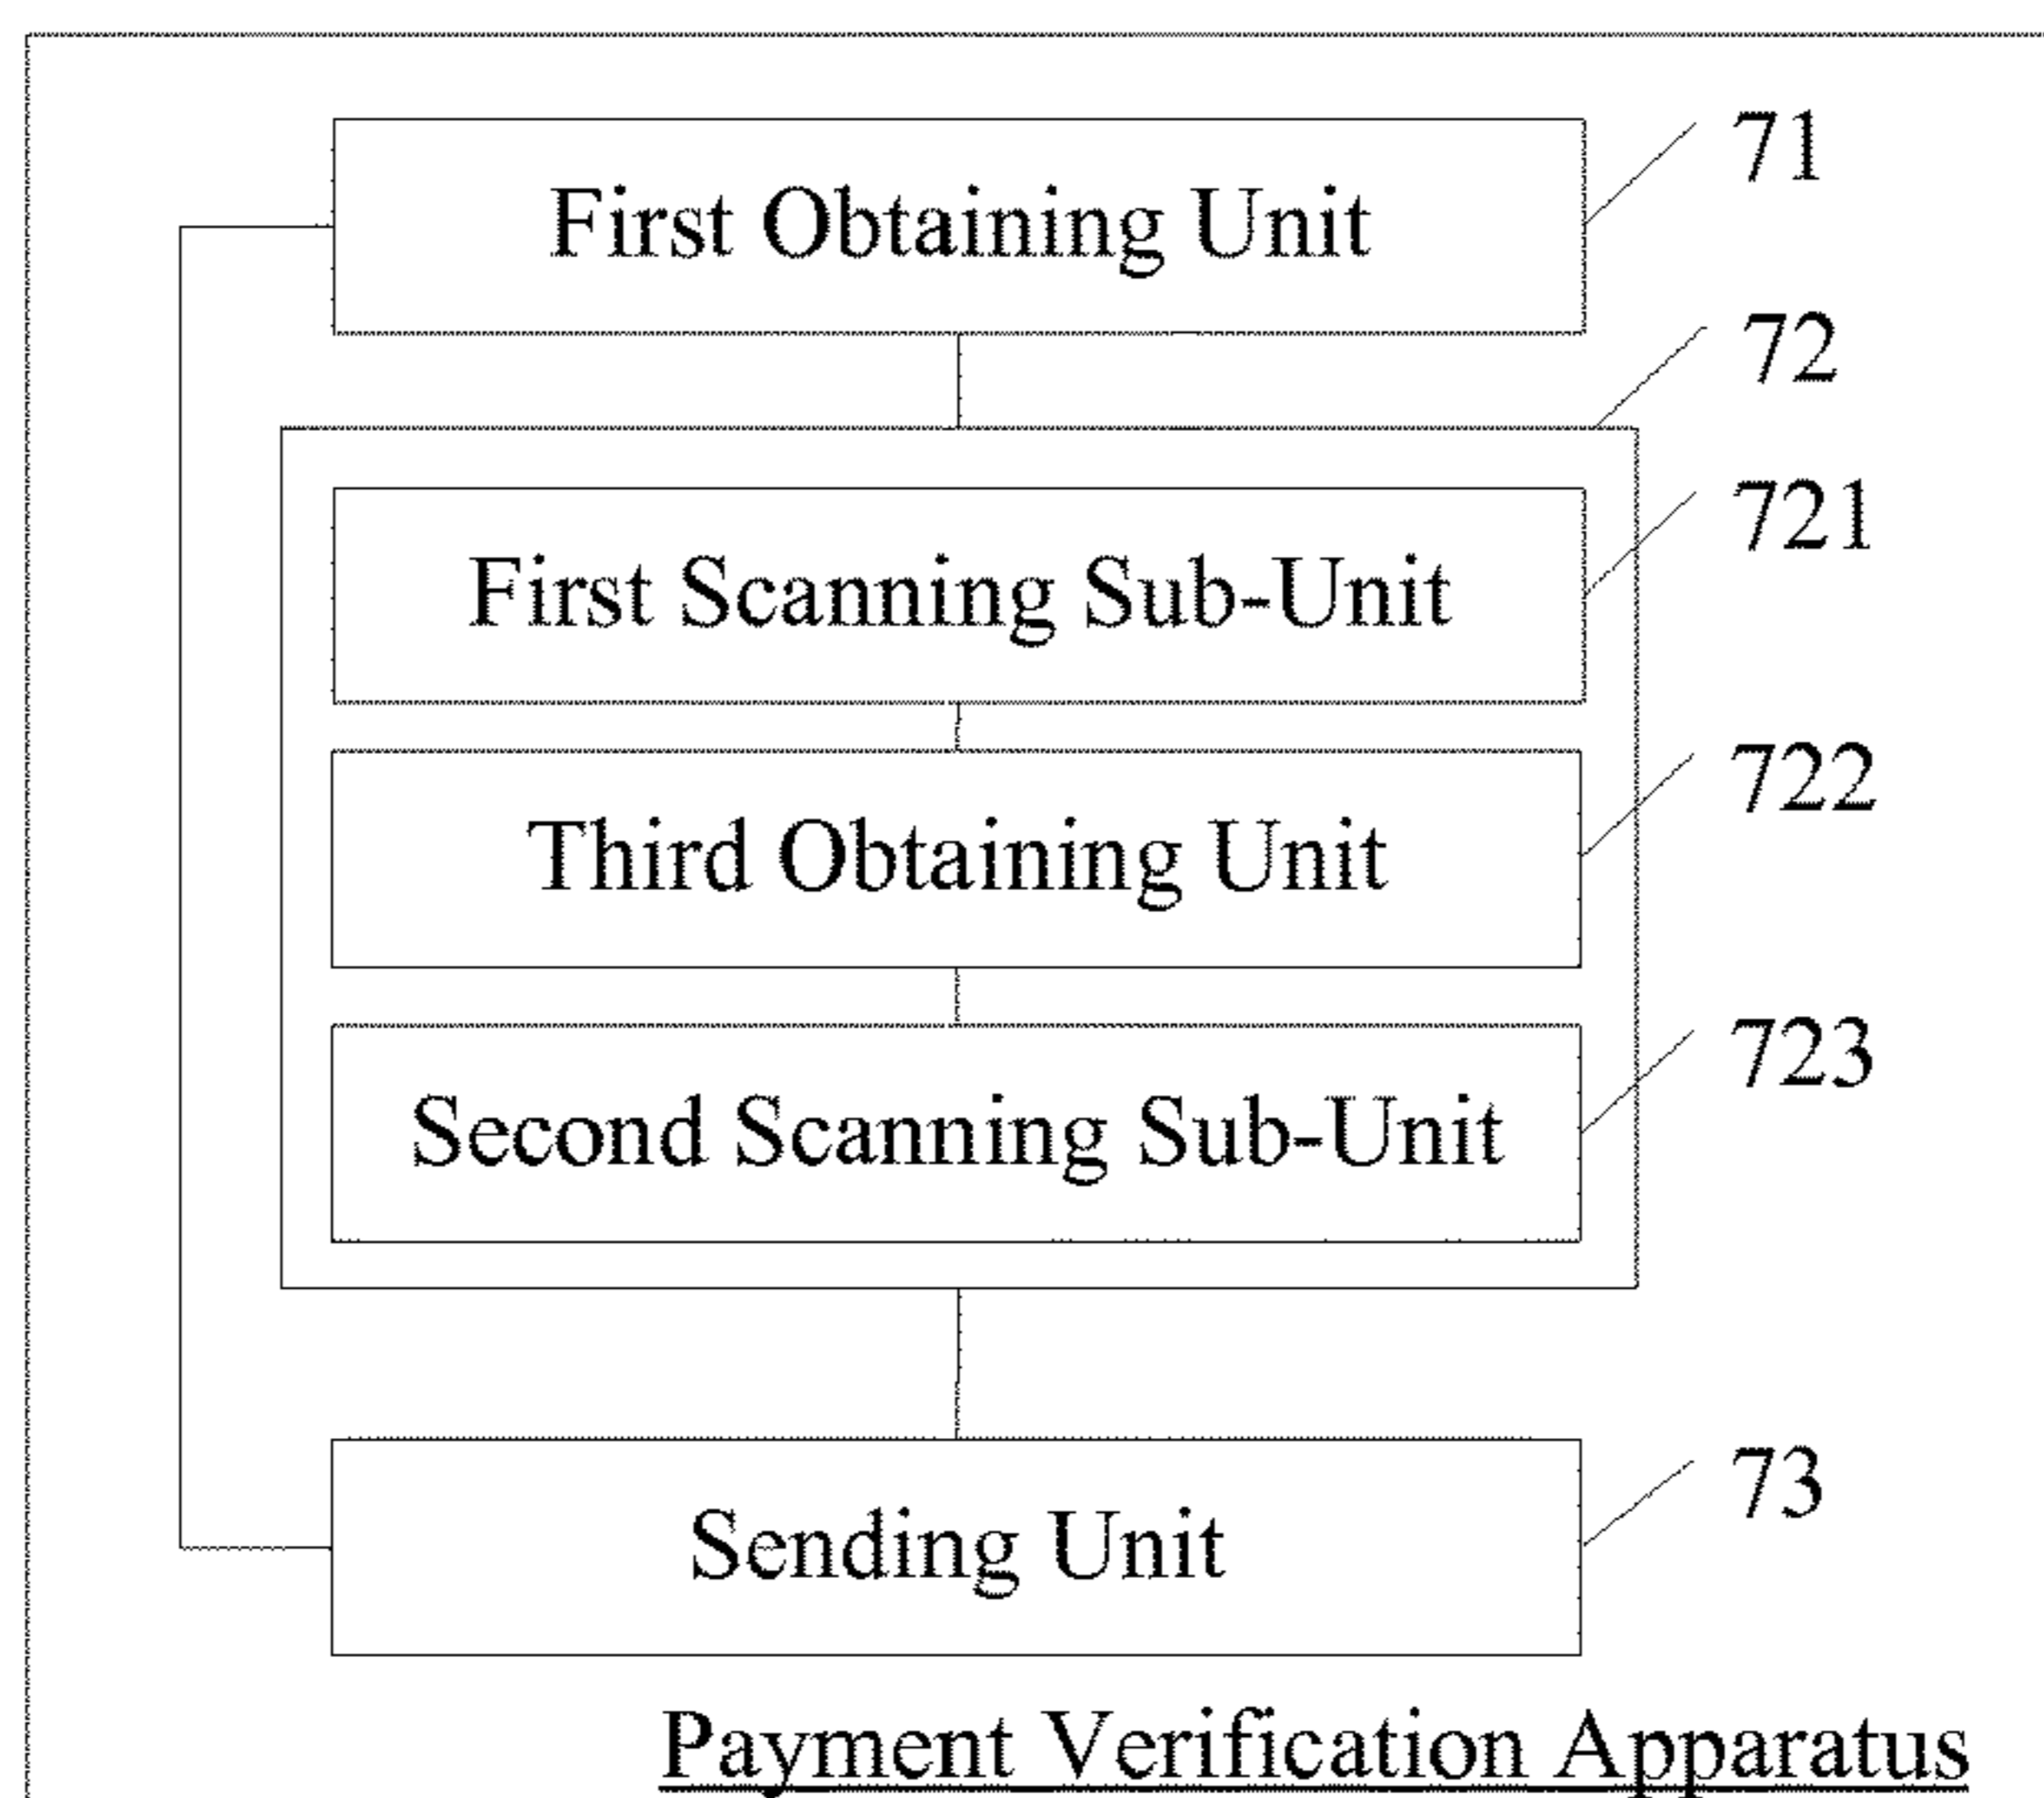 First Obtaining Unit
71
72
First Scanning Sub-Unit
721
Third Obtaining Unit
722
Second Scanning Sub-Unit
723
Sending Unit
73
Payment Verification Apparatus